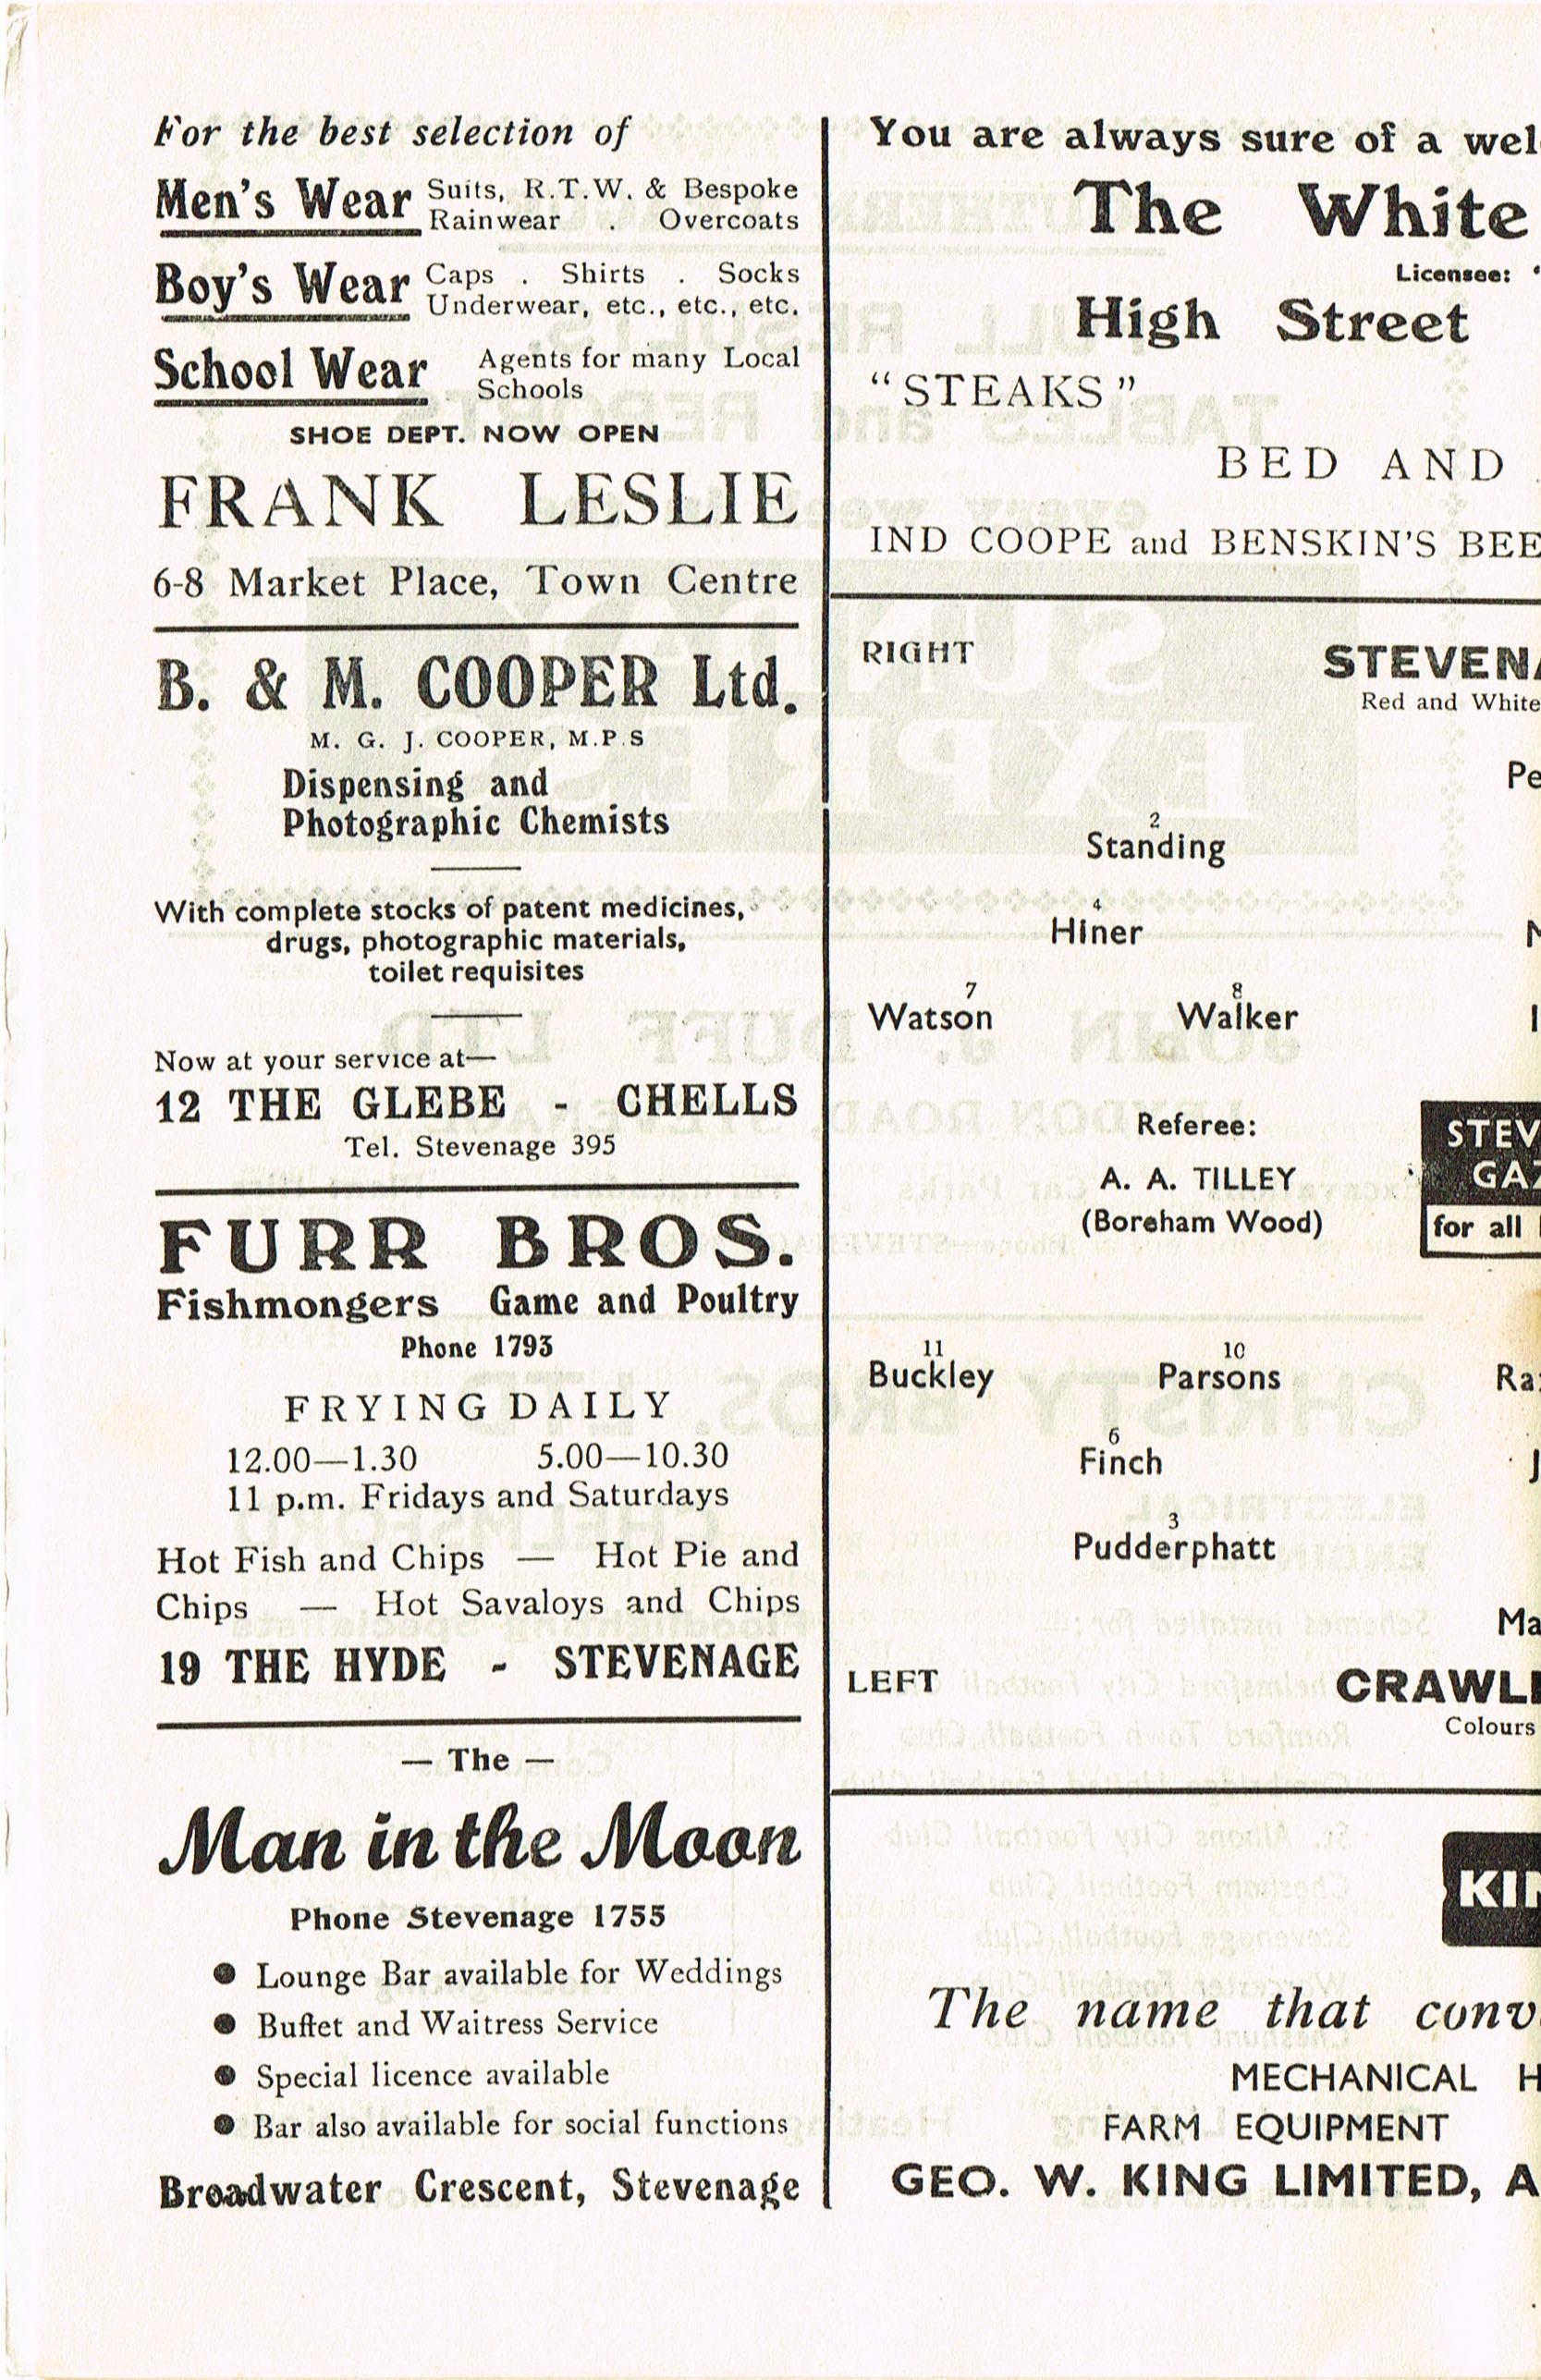 For the best selection of
Men's Wear Suits, R.T.W. & Bespoke
Rainwear . Overcoats
Boy's Wear Caps . Shirts . Socks
Underwear, etc., etc., etc.
School Wear Agents for many Local
Schools
SHOE DEPT. NOW OPEN
FRANK LESLIE
6-8 Market Place, Town Centre
B. & M. COOPER Ltd.
M. G. J. COOPER, M.P.S
Dispensing and
Photographic Chemists
With complete stocks of patent medicines,
drugs, photographic materials,
toilet requisites
Now at your service at—
12 THE GLEBE - CHELLS
Tel. Stevenage 395
FURR BROS.
Fishmongers Game and Poultry
Phone 1793
FRYING DAILY
12.00—1.30 5.00—10.30
11 p.m. Fridays and Saturdays
Hot Fish and Chips — Hot Pie and
Chips — Hot Savaloys and Chips
19 THE HYDE - STEVENAGE
— The —
Man in the Moon
Phone Stevenage 1755
● Lounge Bar available for Weddings
● Buffet and Waitress Service
● Special licence available
● Bar also available for social functions
Broadwater Crescent, Stevenage
You are always sure of a wel
The White
Licensee: '
High Street
"STEAKS"
BED AND
IND COOPE and BENSKIN'S BEE
RIGHT STEVENA
Red and White
Pe
2
Standing
4
Hiner
7 8
Watson Walker
Referee:
A. A. TILLEY
(Boreham Wood)
STEV
GAZ
for all
11 10
Buckley Parsons Ra
6
Finch J
3
Pudderphatt
Ma
LEFT CRAWL
Colours
KIN
The name that conv
MECHANICAL H
FARM EQUIPMENT
GEO. W. KING LIMITED, A